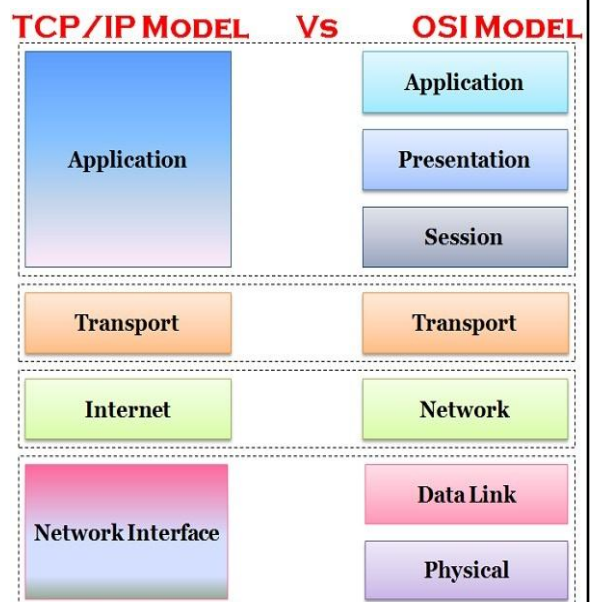 TCP/IP MODEL Vs OSI MODEL
Application
Application
Presentation
Session
Transport
Transport
Internet
Network
Network Interface
Data Link
Physical